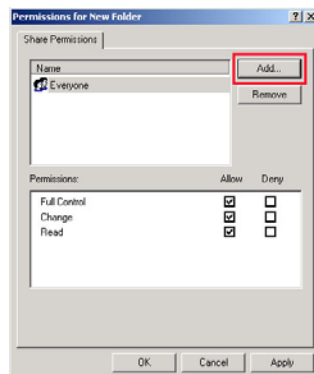 Permissions for New Folder
Share Permissions
Name
Add...
Everyone
Remove
Permissions: Allow Deny
Full Control
Change
Read
OK Cancel Apply